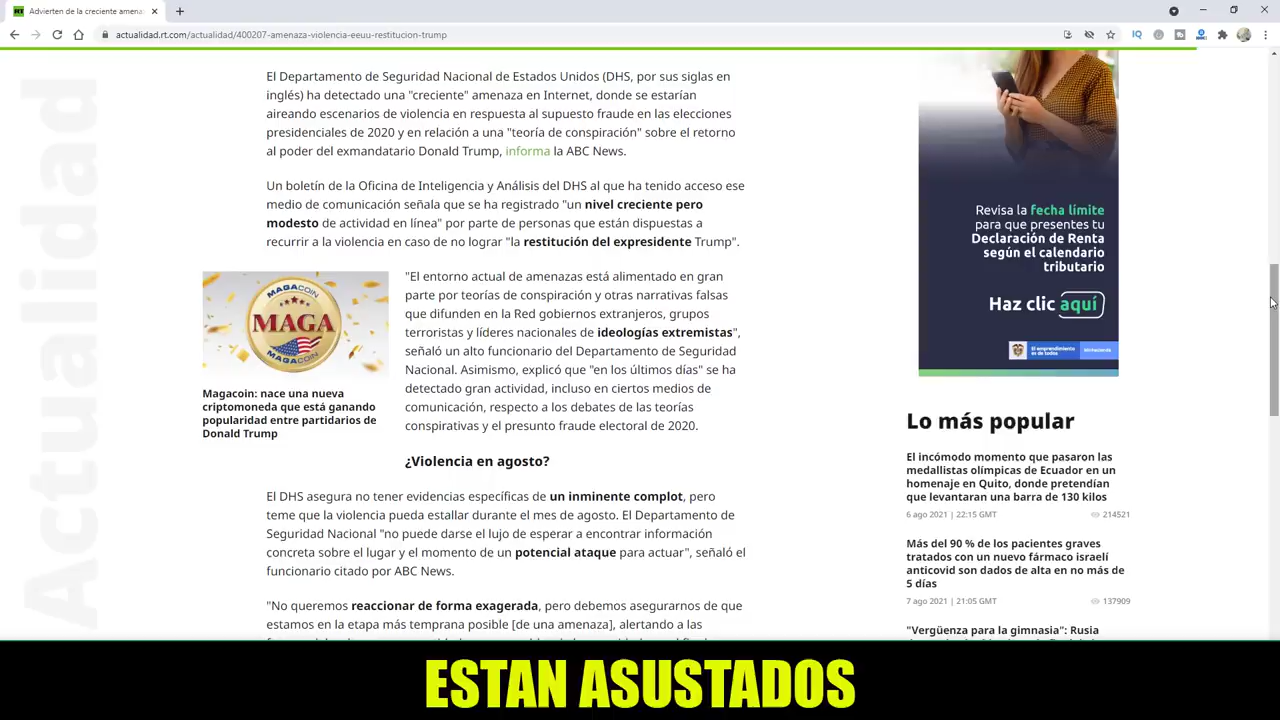 Advierten de la creciente amena
actualidad.rt.com/actualidad/400207-amenaza-violencia-eeuu-restitucion-trump
Actualidad
El Departamento de Seguridad Nacional de Estados Unidos (DHS, por sus siglas en
inglés) ha detectado una "creciente" amenaza en Internet, donde se estarían
aireando escenarios de violencia en respuesta al supuesto fraude en las elecciones
presidenciales de 2020 y en relación a una "teoría de conspiración" sobre el retorno
al poder del exmandatario Donald Trump, informa la ABC News.
Un boletín de la Oficina de Inteligencia y Análisis del DHS al que ha tenido acceso ese
medio de comunicación señala que se ha registrado "un nivel creciente pero
modesto de actividad en línea" por parte de personas que están dispuestas a
recurrir a la violencia en caso de no lograr "la restitución del expresidente Trump".
MAGACOIN
MAGA
MAGACOIN
Magacoin: nace una nueva
criptomoneda que está ganando
popularidad entre partidarios de
Donald Trump
"El entorno actual de amenazas está alimentado en gran
parte por teorías de conspiración y otras narrativas falsas
que difunden en la Red gobiernos extranjeros, grupos
terroristas y líderes nacionales de ideologías extremistas",
señaló un alto funcionario del Departamento de Seguridad
Nacional. Asimismo, explicó que "en los últimos días" se ha
detectado gran actividad, incluso en ciertos medios de
comunicación, respecto a los debates de las teorías
conspirativas y el presunto fraude electoral de 2020.
¿Violencia en agosto?
El DHS asegura no tener evidencias específicas de un inminente complot, pero
teme que la violencia pueda estallar durante el mes de agosto. El Departamento de
Seguridad Nacional "no puede darse el lujo de esperar a encontrar información
concreta sobre el lugar y el momento de un potencial ataque para actuar", señaló el
funcionario citado por ABC News.
"No queremos reaccionar de forma exagerada, pero debemos asegurarnos de que
estamos en la etapa más temprana posible [de una amenaza], alertando a las
Revisa la fecha límite
para que presentes tu
Declaración de Renta
según el calendario
tributario
Haz clic aquí
El emprendimiento
es de todos
Minhacienda
Lo más popular
El incómodo momento que pasaron las
medallistas olímpicas de Ecuador en un
homenaje en Quito, donde pretendían
que levantaran una barra de 130 kilos
6 ago 2021 | 22:15 GMT
214521
Más del 90 % de los pacientes graves
tratados con un nuevo fármaco israelí
anticovid son dados de alta en no más de
5 días
7 ago 2021 | 21:05 GMT
137909
"Vergüenza para la gimnasia": Rusia
ESTAN ASUSTADOS